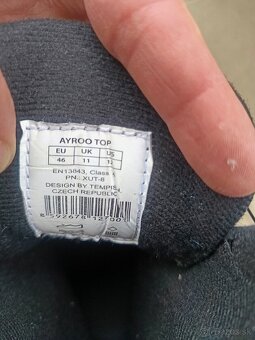 AYROO TOP
EU UK US
46 11 12
EN13843, Class
PN.: XUT-8
DESIGN BY TEMPISH
CZECH REPUBLIC